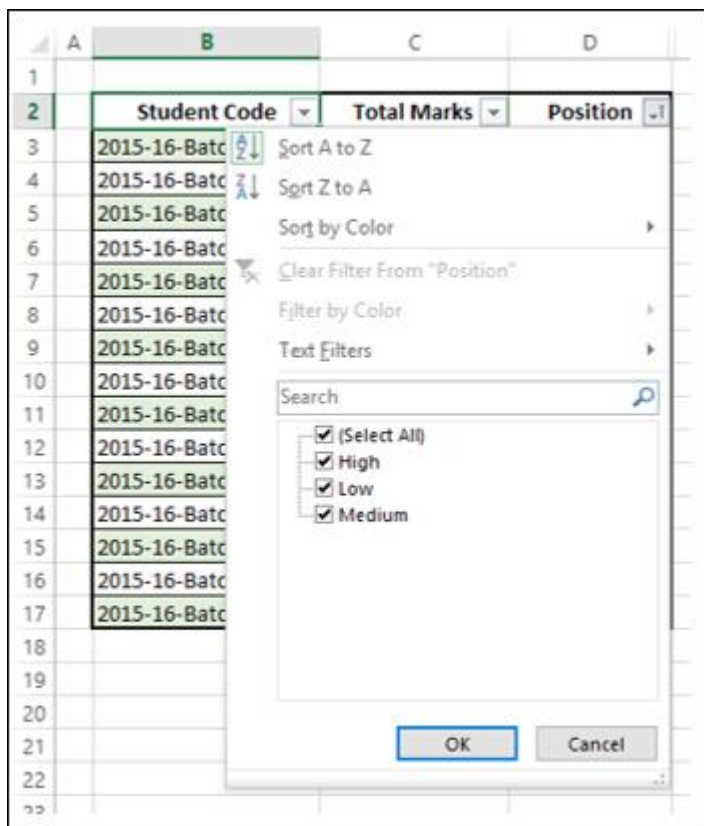 A B C D
1
2 Student Code Total Marks Position
3 2015-16-Batc Sort A to Z
4 2015-16-Batc Sort Z to A
5 2015-16-Batc Sort by Color
6 2015-16-Batc
7 2015-16-Batc Clear Filter From "Position"
8 2015-16-Batc Filter by Color
9 2015-16-Batc Text Filters
10 2015-16-Batc
11 2015-16-Batc Search
12 2015-16-Batc (Select All)
13 2015-16-Batc High
Low
14 2015-16-Batc Medium
15 2015-16-Batc
16 2015-16-Batc
17 2015-16-Batc
18
19
20
21 OK Cancel
22